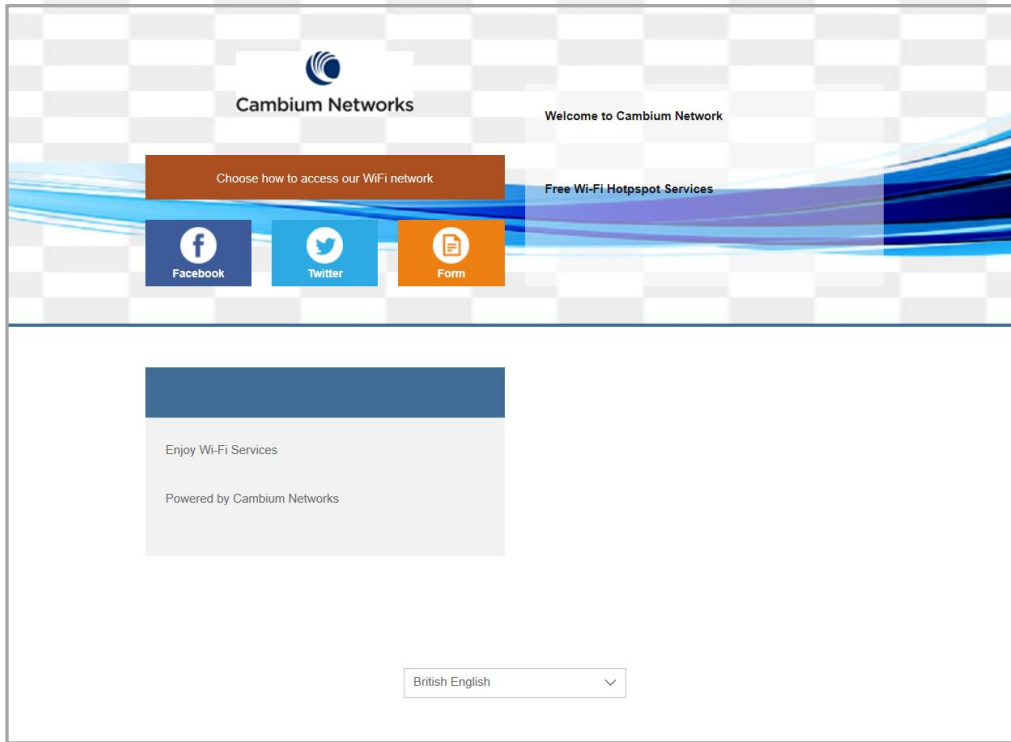 Cambium Networks
Welcome to Cambium Network
Choose how to access our WiFi network
Free Wi-Fi Hotpspot Services
Facebook
Twitter
Form
Enjoy Wi-Fi Services
Powered by Cambium Networks
British English